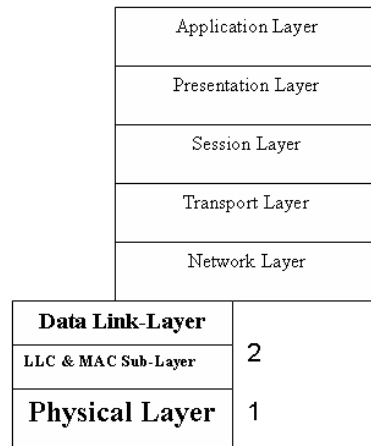 Application Layer
Presentation Layer
Session Layer
Transport Layer
Network Layer
Data Link-Layer
2
LLC & MAC Sub-Layer
Physical Layer 1